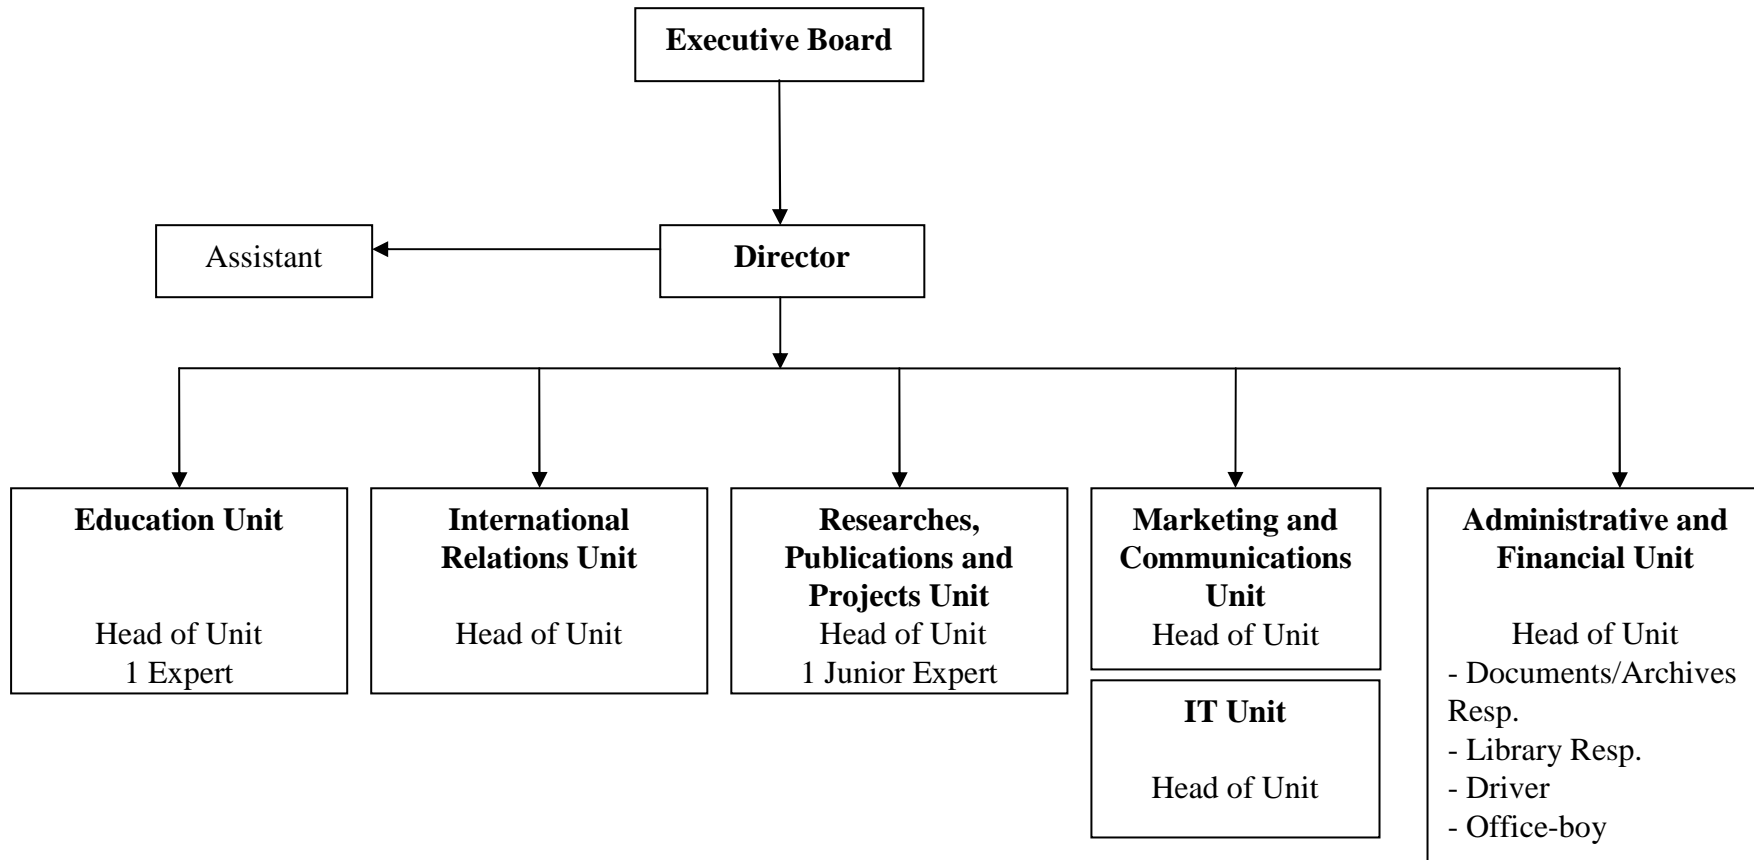 Executive Board
Assistant
Director
Education Unit
Head of Unit
1 Expert
International
Relations Unit
Head of Unit
Researches,
Publications and
Projects Unit
Head of Unit
1 Junior Expert
Marketing and
Communications
Unit
Head of Unit
IT Unit
Head of Unit
Administrative and
Financial Unit
Head of Unit
- Documents/Archives
Resp.
- Library Resp.
- Driver
- Office-boy